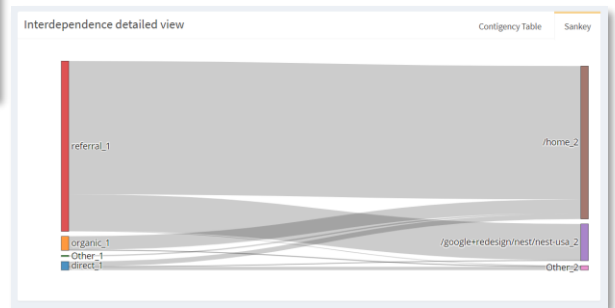 Interdependence detailed view
Contigency Table
Sankey
referral_1
/home_2
organic_1
/google+redesign/nest/nest-usa_2
Other_1
direct_1
Other_2